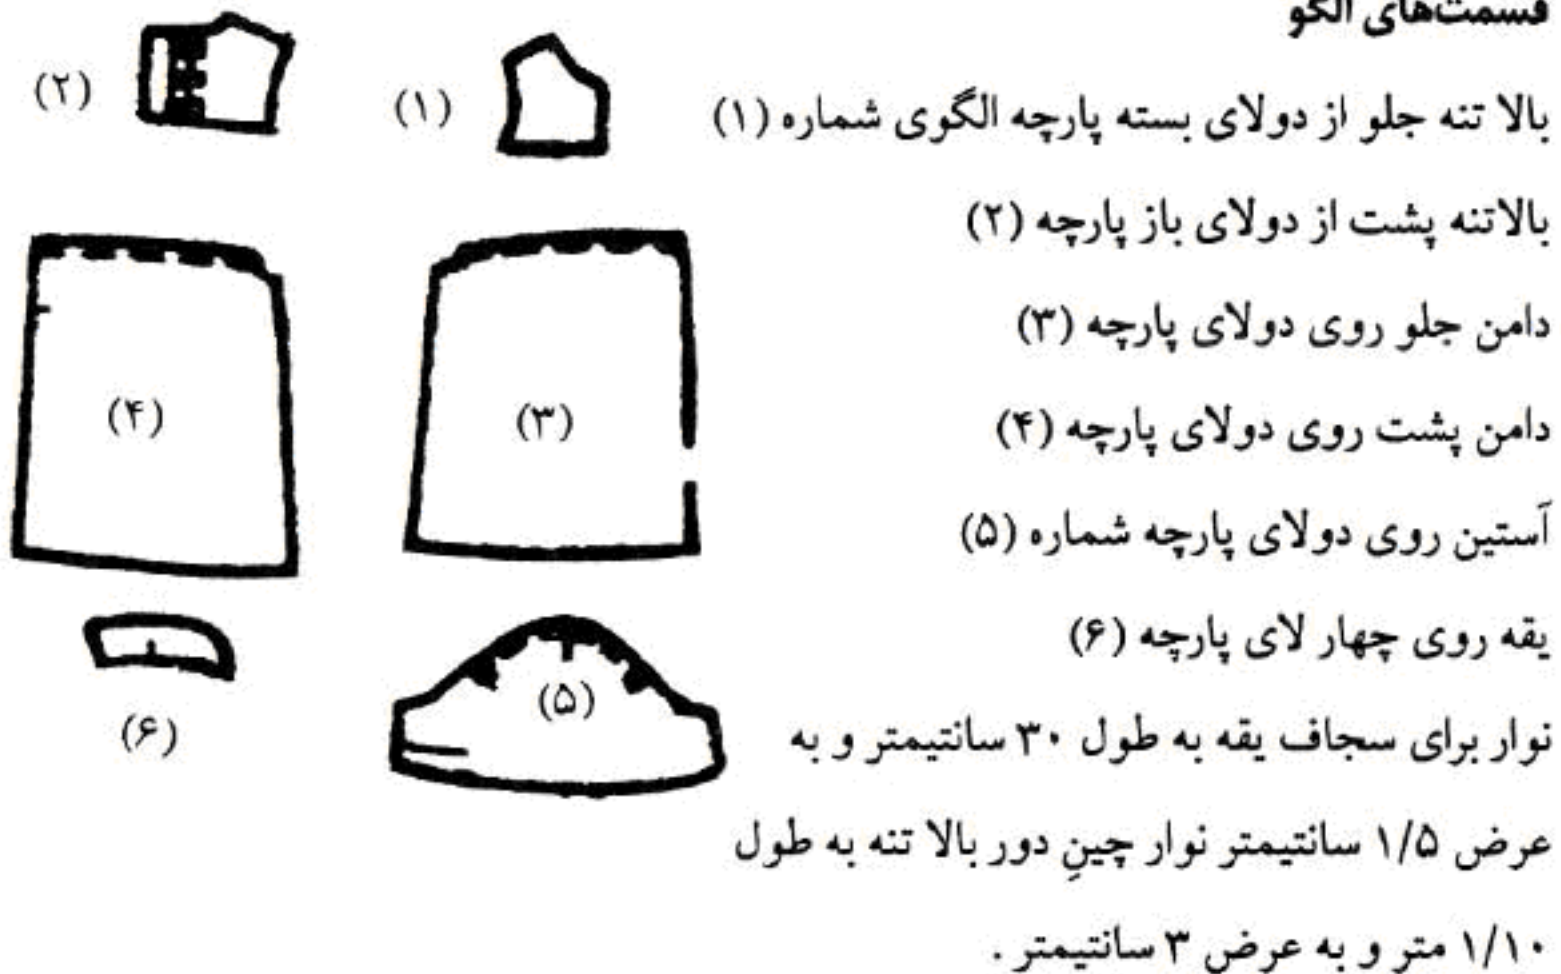 قسمت‌های الگو
بالا تنه جلو از دولای بسته پارچه الگوی شماره (۱)
(۱)
(۲)
بالاتنه پشت از دولای باز پارچه (۲)
دامن جلو روی دولای پارچه (۳)
دامن پشت روی دولای پارچه (۴)
(۳)
(۴)
آستین روی دولای پارچه شماره (۵)
یقه روی چهار لای پارچه (۶)
(۵)
(۶)
نوار برای سجاف یقه به طول ۳۰ سانتیمتر و به
عرض ۱/۵ سانتیمتر نوار چینِ دور بالا تنه به طول
۱/۱۰ متر و به عرض ۳ سانتیمتر .